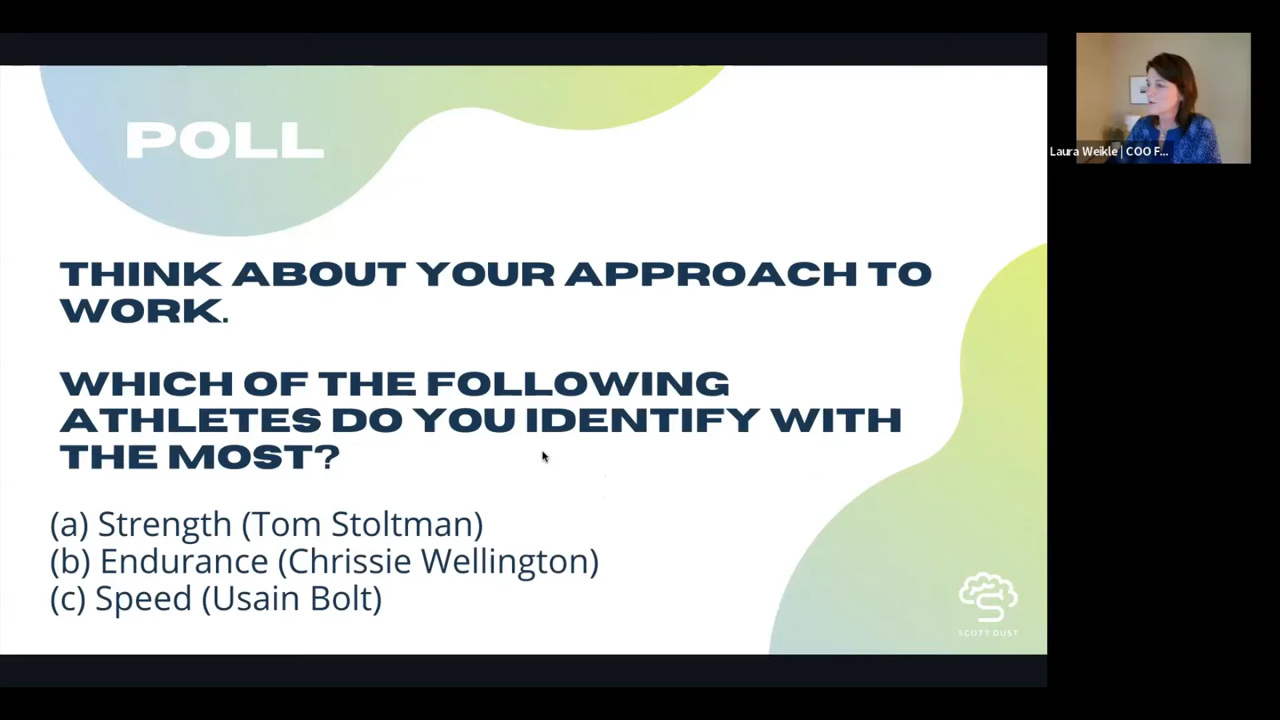 POLL
THINK ABOUT YOUR APPROACH TO
WORK.
WHICH OF THE FOLLOWING
ATHLETES DO YOU IDENTIFY WITH
THE MOST?
(a) Strength (Tom Stoltman)
(b) Endurance (Chrissie Wellington)
(c) Speed (Usain Bolt)
SCOTT DUST
Laura Weikle | COO F...